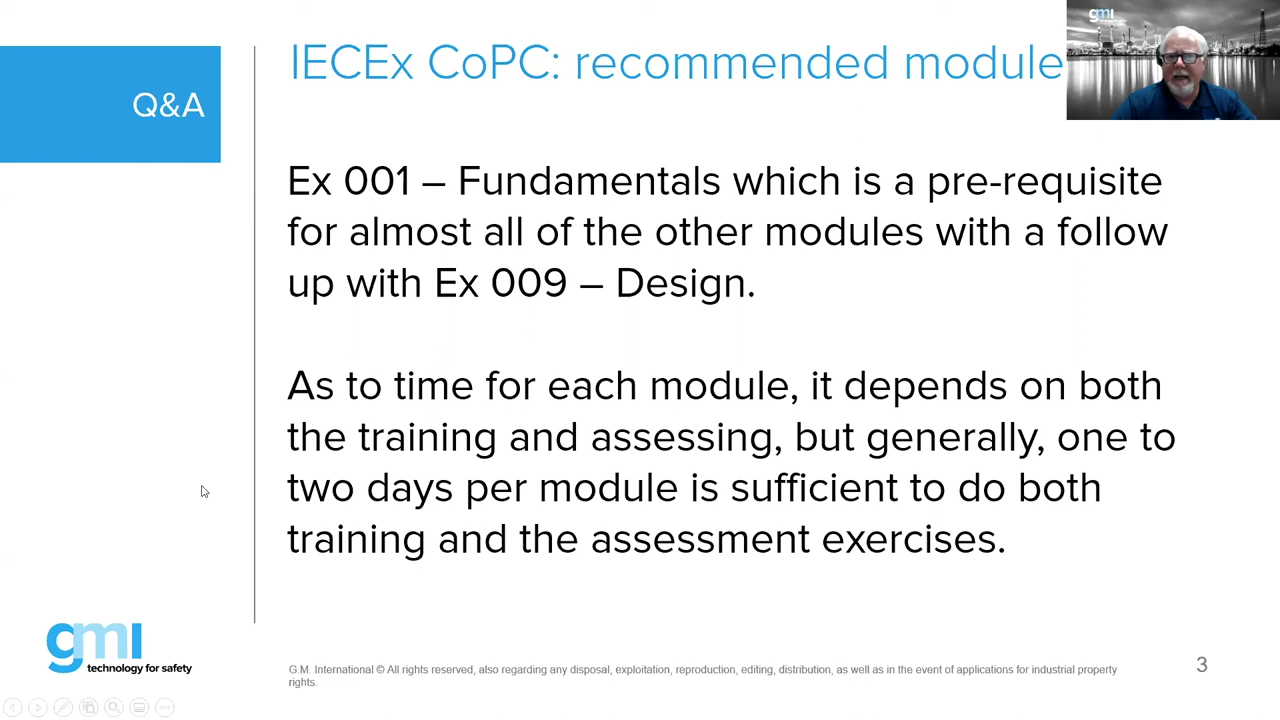 IECEx CoPC: recommended module
gmi
Q&A
Ex 001 – Fundamentals which is a pre-requisite
for almost all of the other modules with a follow
up with Ex 009 – Design.
As to time for each module, it depends on both
the training and assessing, but generally, one to
two days per module is sufficient to do both
training and the assessment exercises.
gmi
technology for safety
G.M. International © All rights reserved, also regarding any disposal, exploitation, reproduction, editing, distribution, as well as in the event of applications for industrial property
rights.
3